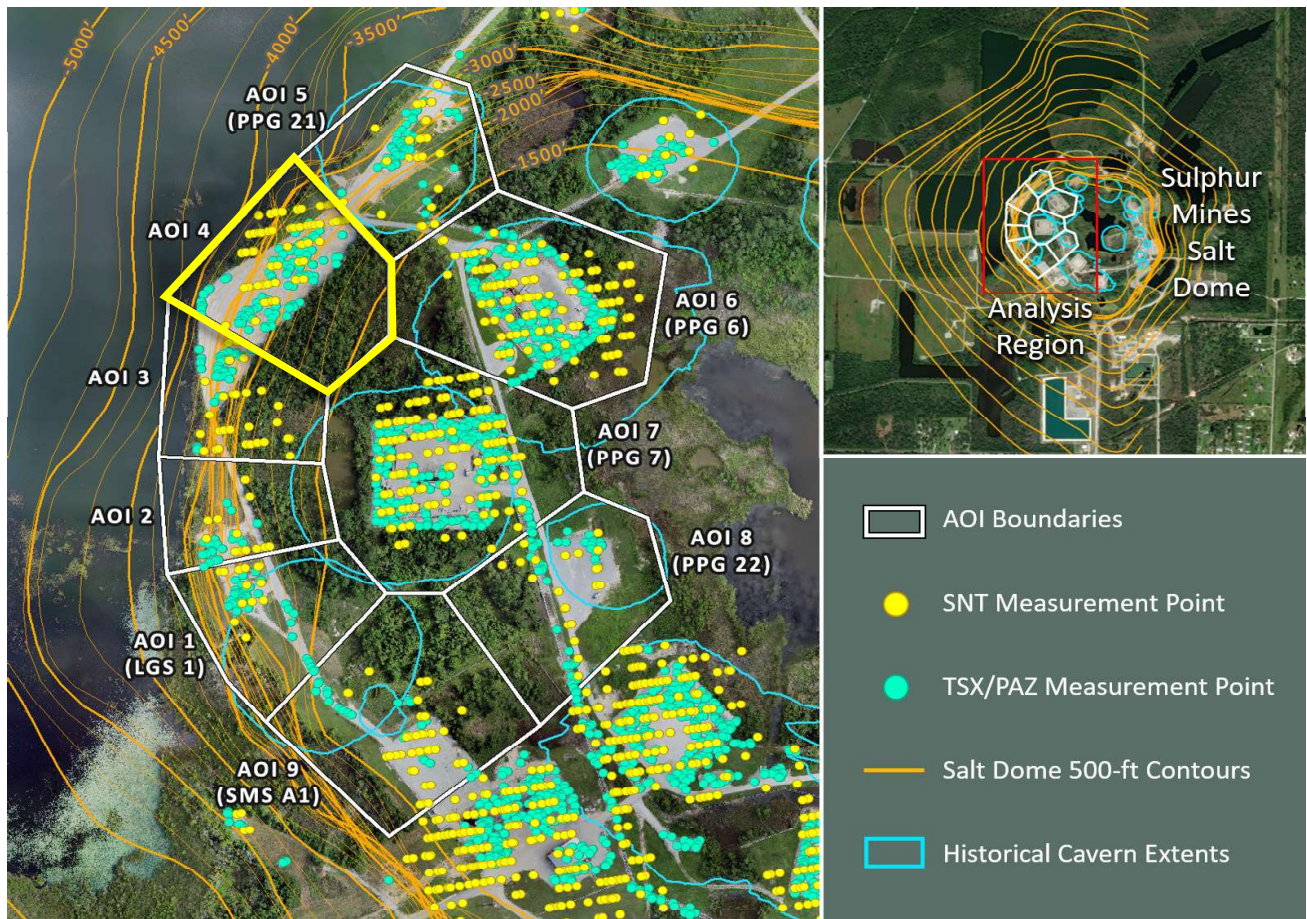 -5000'
-4500'
-4000'
-3500'
-3000'
-2500'
-2000'
-1500'
AOI 5
(PPG 21)
AOI 4
AOI 3
AOI 2
AOI 1
(LGS 1)
AOI 9
(SMS A1)
AOI 6
(PPG 6)
AOI 7
(PPG 7)
AOI 8
(PPG 22)
Sulphur
Mines
Salt
Dome
Analysis
Region
AOI Boundaries
SNT Measurement Point
TSX/PAZ Measurement Point
Salt Dome 500-ft Contours
Historical Cavern Extents